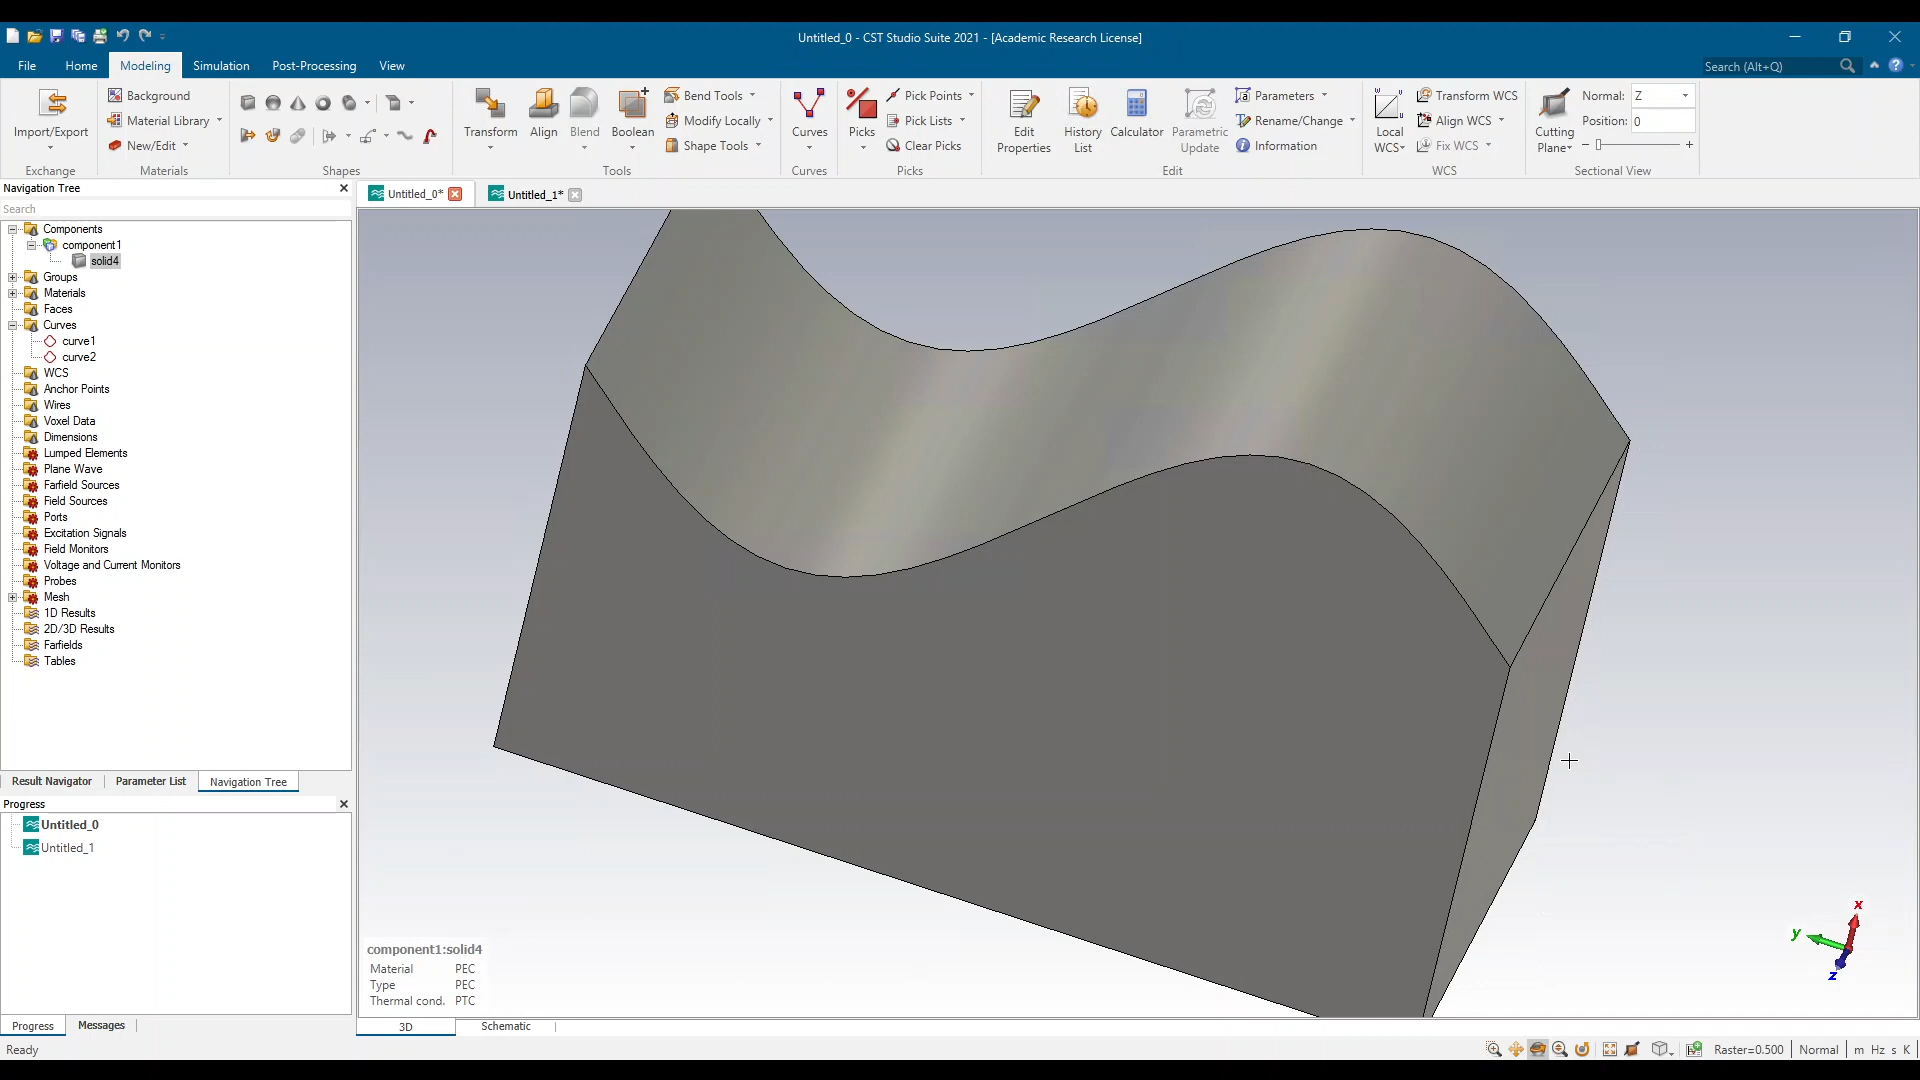 Untitled_0 - CST Studio Suite 2021 - [Academic Research License]
File Home Modeling Simulation Post-Processing View Search (Alt+Q)
Import/Export
Exchange
Background
Material Library
New/Edit
Materials
Shapes
Transform Align Blend Boolean
Bend Tools
Modify Locally
Shape Tools
Tools
Curves
Curves
Picks
Pick Points
Pick Lists
Clear Picks
Picks
Edit Properties
History List
Calculator
Parametric Update
Parameters
Rename/Change
Information
Edit
Local WCS
Transform WCS
Align WCS
Fix WCS
WCS
Cutting Plane
Normal: Z
Position: 0
Sectional View
Navigation Tree
Untitled_0* Untitled_1*
Search
Components
component1
solid4
Groups
Materials
Faces
Curves
curve1
curve2
WCS
Anchor Points
Wires
Voxel Data
Dimensions
Lumped Elements
Plane Wave
Farfield Sources
Field Sources
Ports
Excitation Signals
Field Monitors
Voltage and Current Monitors
Probes
Mesh
1D Results
2D/3D Results
Farfields
Tables
Result Navigator Parameter List Navigation Tree
Progress
Untitled_0
Untitled_1
Progress Messages
component1:solid4
Material PEC
Type PEC
Thermal cond. PTC
x
y
z
3D Schematic
Ready Raster=0.500 Normal m Hz s K